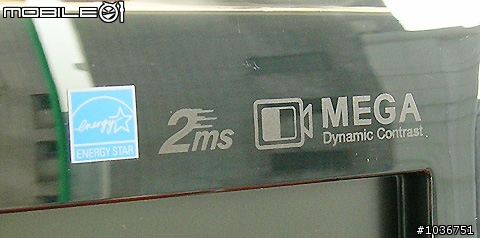 MOBILE01
energy
ENERGY STAR
2ms
MEGA
Dynamic Contrast
#1036751